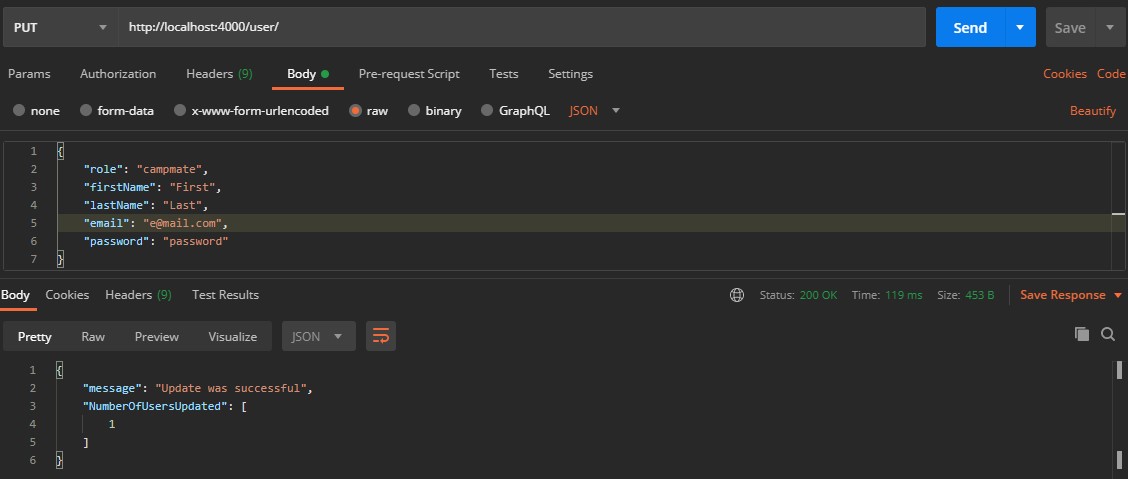 PUT http://localhost:4000/user/ Send Save
Params Authorization Headers (9) Body Pre-request Script Tests Settings Cookies Code
none form-data x-www-form-urlencoded raw binary GraphQL JSON Beautify
1 {
2 "role": "campmate",
3 "firstName": "First",
4 "lastName": "Last",
5 "email": "e@mail.com",
6 "password": "password"
7 }
Body Cookies Headers (9) Test Results Status: 200 OK Time: 119 ms Size: 453 B Save Response
Pretty Raw Preview Visualize JSON
1 {
2 "message": "Update was successful",
3 "NumberOfUsersUpdated": [
4 1
5 ]
6 }